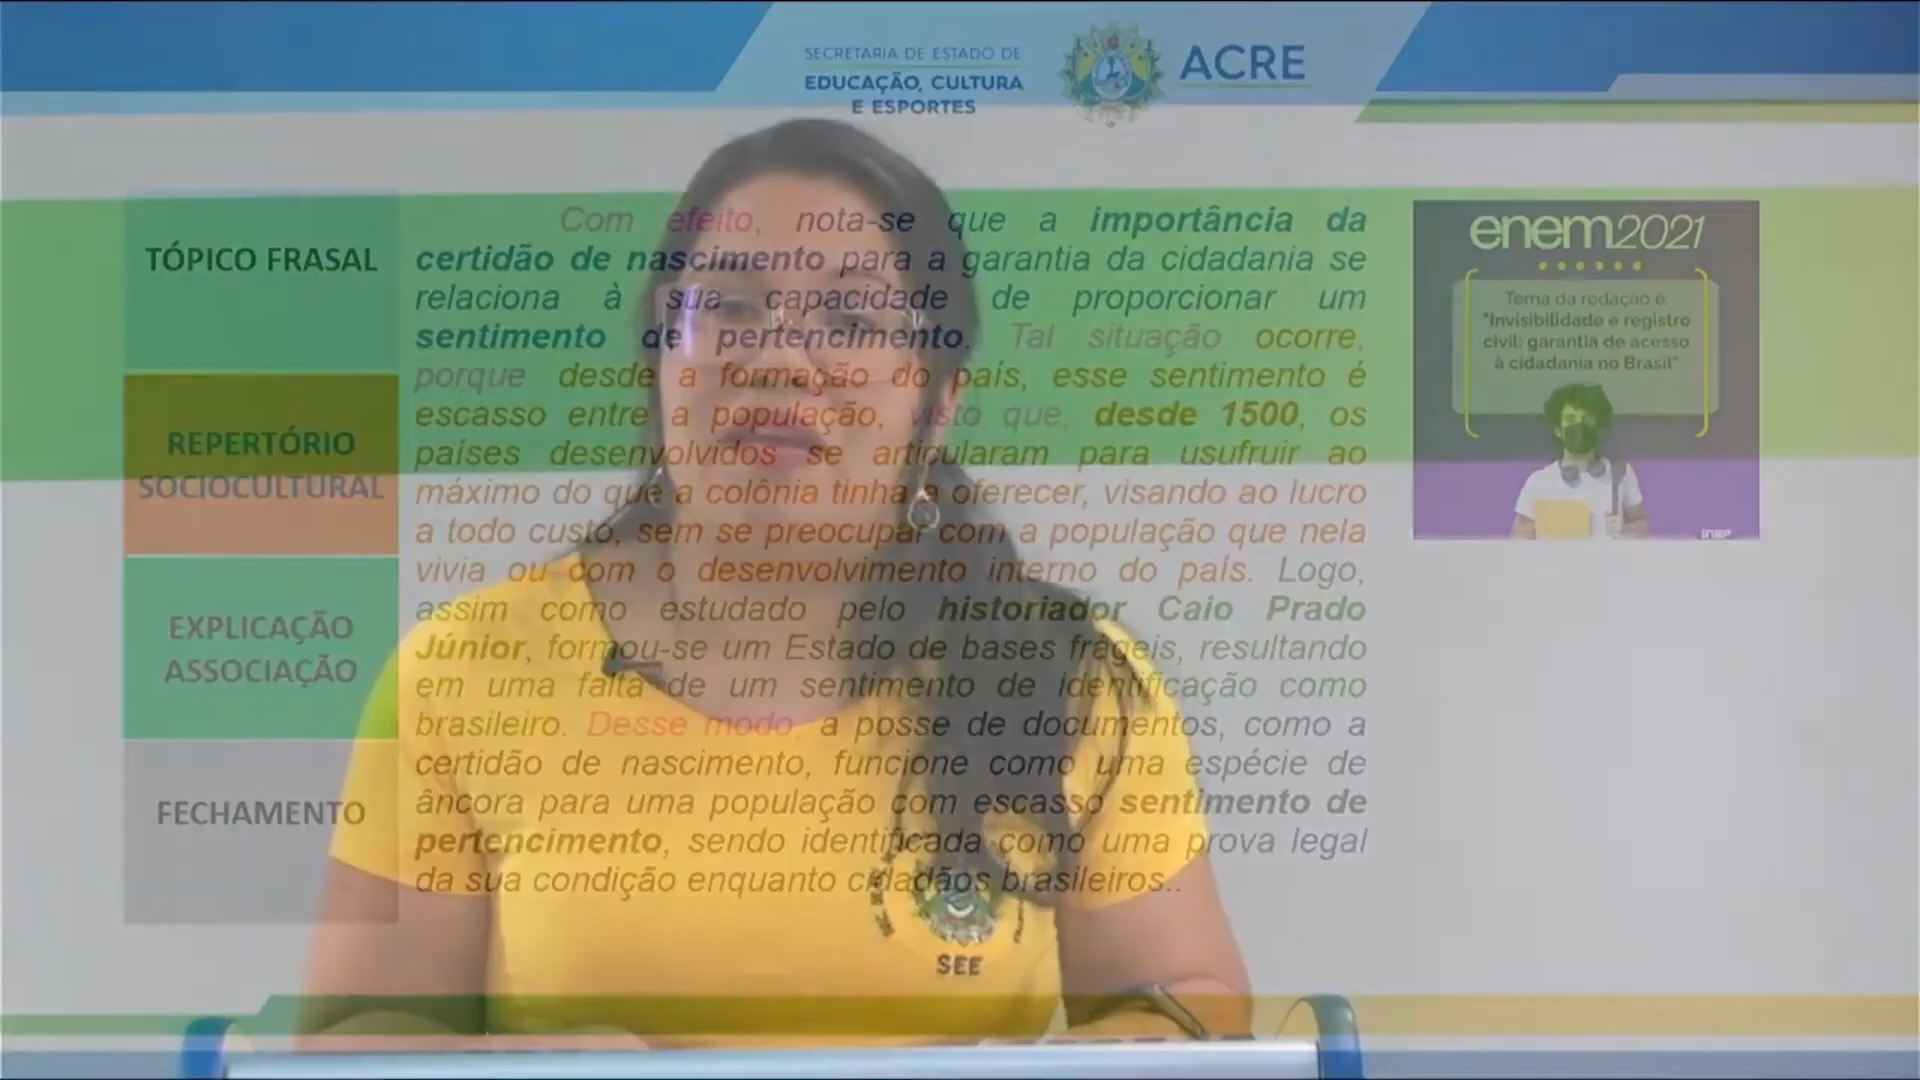 SECRETARIA DE ESTADO DE
EDUCAÇÃO, CULTURA
E ESPORTES
ACRE
TÓPICO FRASAL
REPERTÓRIO
SOCIOCULTURAL
EXPLICAÇÃO
ASSOCIAÇÃO
FECHAMENTO
Com efeito, nota-se que a importância da
certidão de nascimento para a garantia da cidadania se
relaciona à sua capacidade de proporcionar um
sentimento de pertencimento. Tal situação ocorre,
porque desde a formação do país, esse sentimento é
escasso entre a população, visto que, desde 1500, os
países desenvolvidos se articularam para usufruir ao
máximo do que a colônia tinha a oferecer, visando ao lucro
a todo custo, sem se preocupar com a população que nela
vivia ou com o desenvolvimento interno do país. Logo,
assim como estudado pelo historiador Caio Prado
Júnior, formou-se um Estado de bases frágeis, resultando
em uma falta de um sentimento de identificação como
brasileiro. Desse modo, a posse de documentos, como a
certidão de nascimento, funcione como uma espécie de
âncora para uma população com escasso sentimento de
pertencimento, sendo identificada como uma prova legal
da sua condição enquanto cidadãos brasileiros..
enem2021
Tema da redação é:
"Invisibilidade e registro
civil: garantia de acesso
à cidadania no Brasil"
INEP
SEE